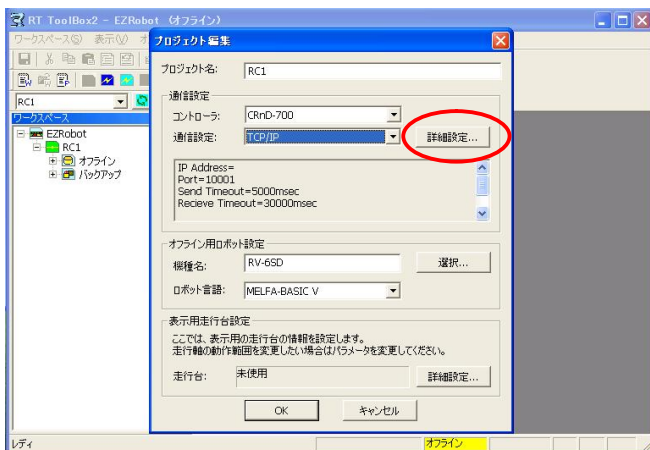 RT ToolBox2 - EZRobot (オフライン)
ワークスペース(S) 表示(V)
プロジェクト編集
プロジェクト名: RC1
通信設定
コントローラ: CRnD-700
通信設定: TCP/IP 詳細設定...
IP Address=
Port=10001
Send Timeout=5000msec
Recieve Timeout=30000msec
オフライン用ロボット設定
機種名: RV-6SD 選択...
ロボット言語: MELFA-BASIC V
表示用走行台設定
ここでは、表示用の走行台の情報を設定します。
走行軸の動作範囲を変更したい場合はパラメータを変更してください。
走行台: 未使用 詳細設定...
OK キャンセル
RC1
ワークスペース
EZRobot
RC1
オフライン
バックアップ
レディ オフライン